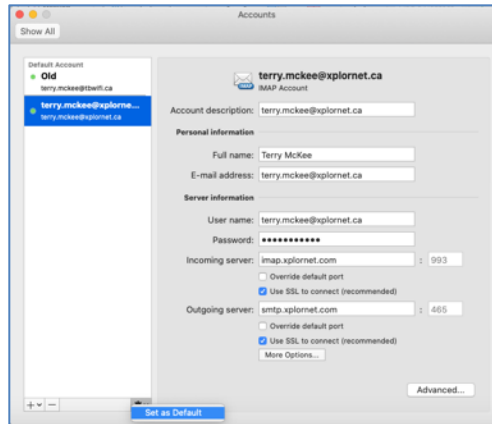 Accounts
Show All
Default Account
Old
terry.mckee@tbwifi.ca
terry.mckee@xplorne...
terry.mckee@xplornet.ca
terry.mckee@xplornet.ca
IMAP Account
Account description: terry.mckee@xplornet.ca
Personal information
Full name: Terry McKee
E-mail address: terry.mckee@xplornet.ca
Server information
User name: terry.mckee@xplornet.ca
Password: ●●●●●●●●●●●
Incoming server: imap.xplornet.com : 993
Override default port
Use SSL to connect (recommended)
Outgoing server: smtp.xplornet.com : 465
Override default port
Use SSL to connect (recommended)
More Options...
Advanced...
Set as Default